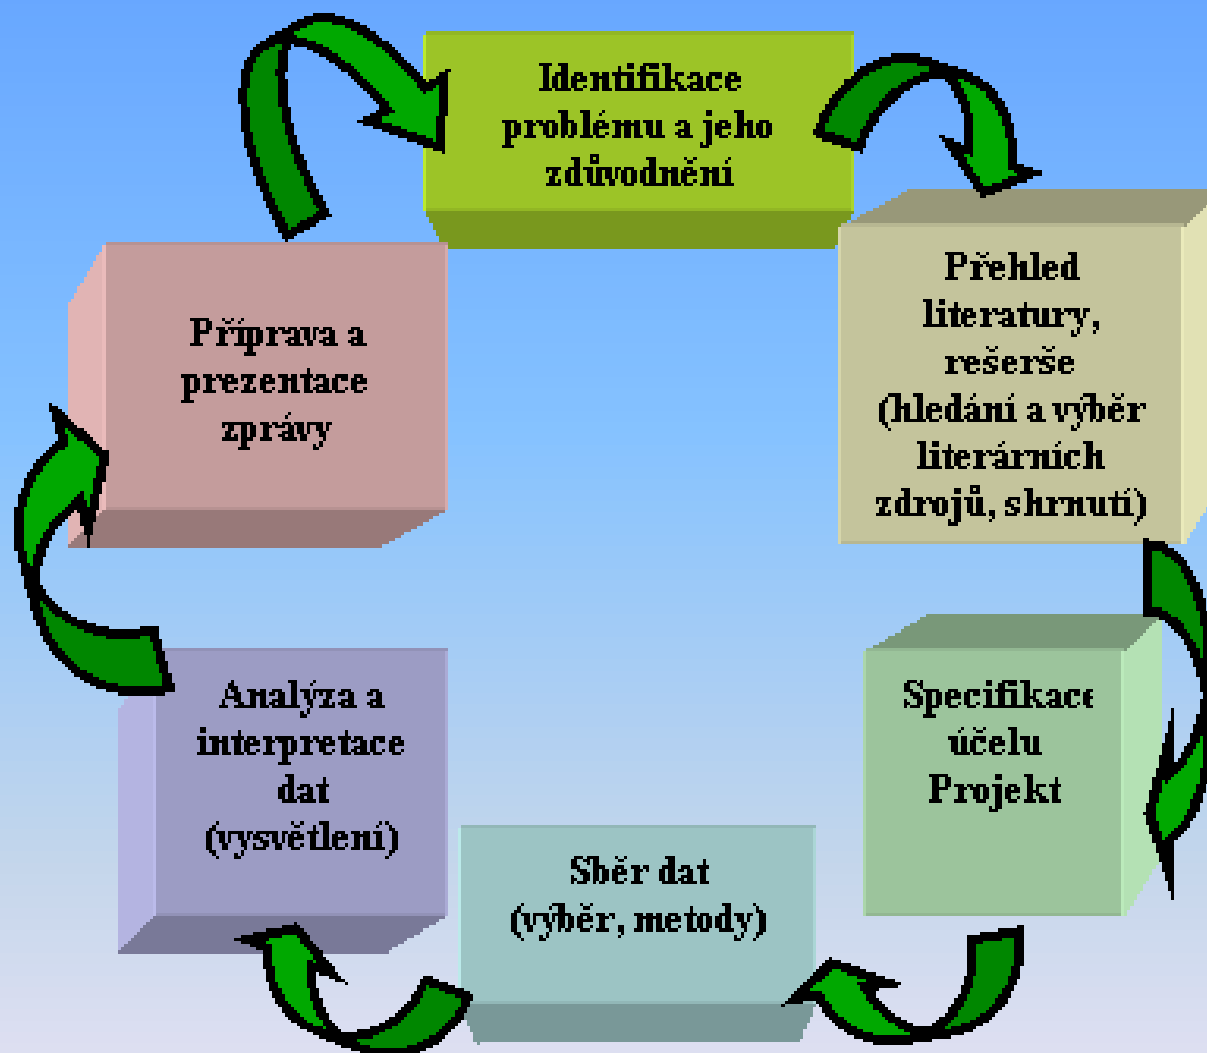 Identifikace
problému a jeho
zdůvodnění
Přehled
literatury,
rešerše
(hledání a výběr
literárních
zdrojů, shrnutí)
Specifikace
účelu
Projekt
Sběr dat
(výběr, metody)
Analýza a
interpretace
dat
(vysvětlení)
Příprava a
prezentace
zprávy